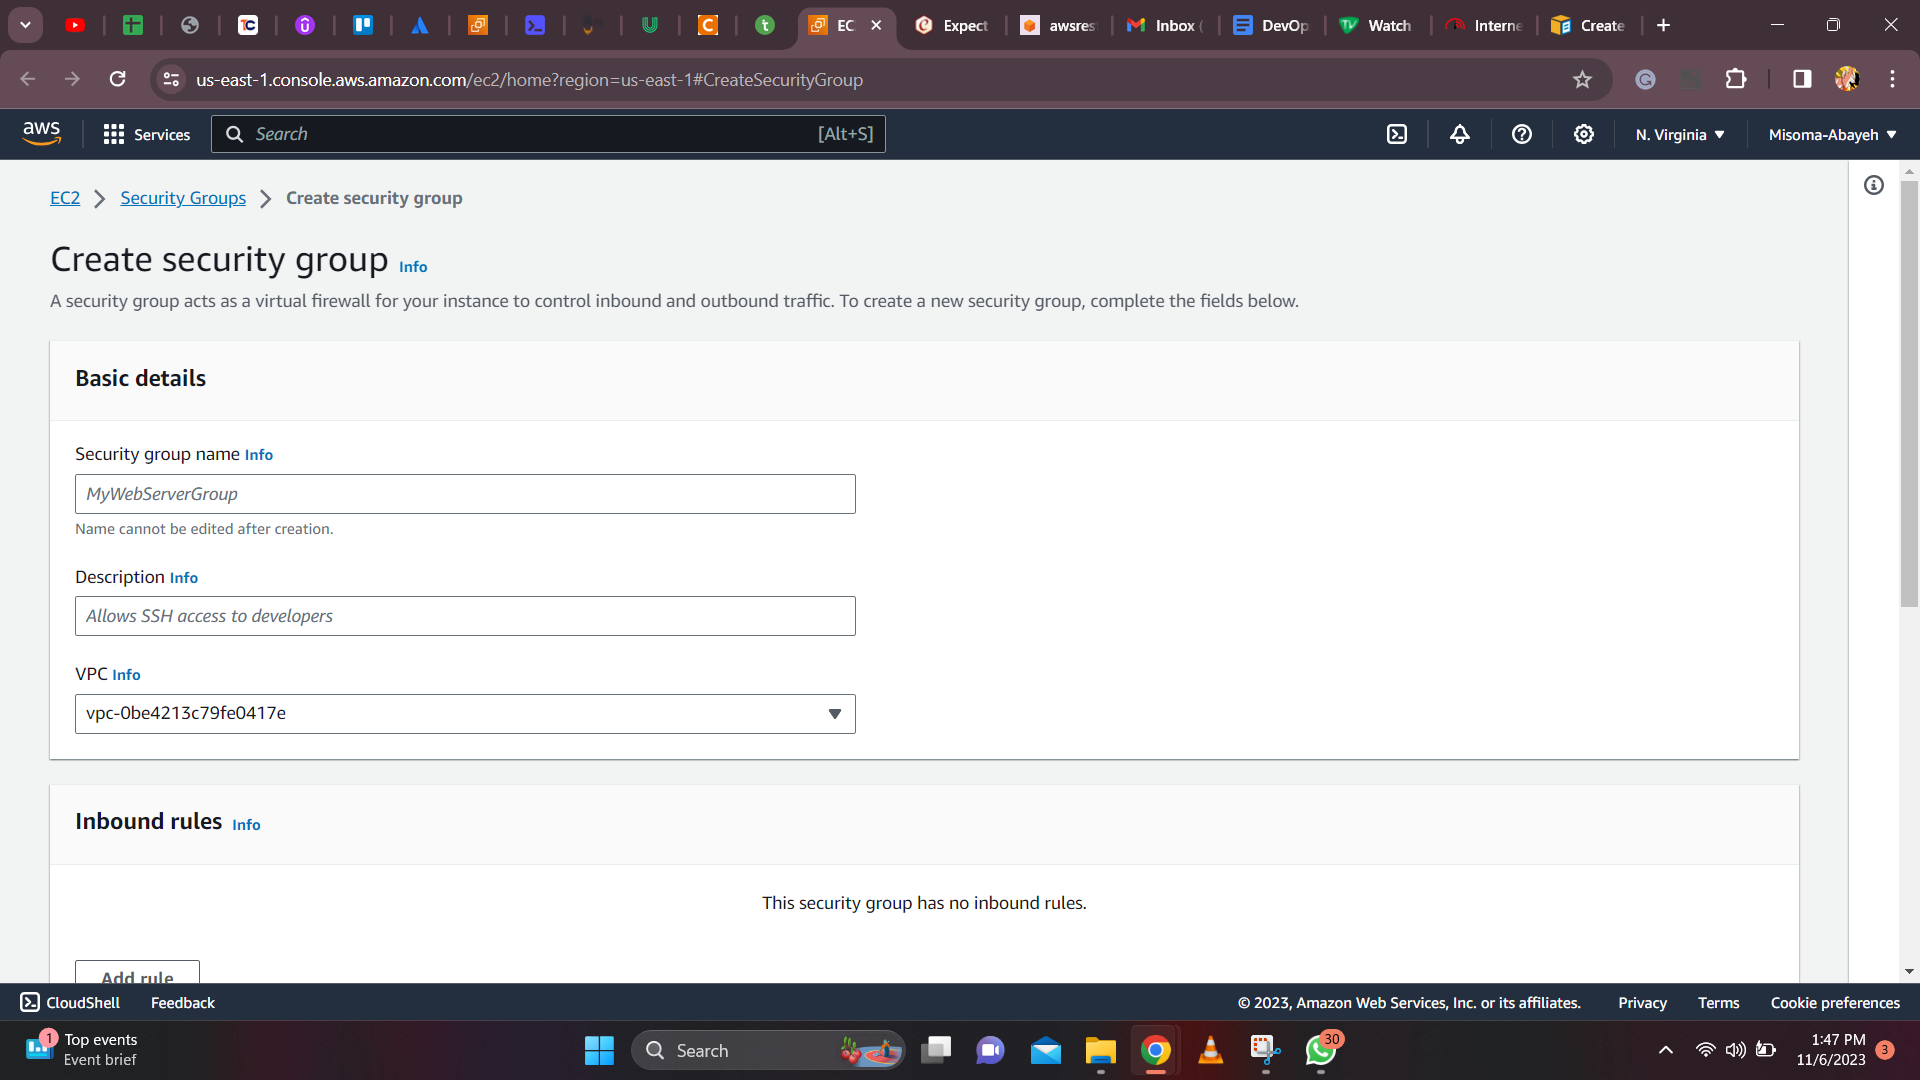 EC
Expect
awsres
Inbox (
DevOp
Watch
Interne
Create
us-east-1.console.aws.amazon.com/ec2/home?region=us-east-1#CreateSecurityGroup
aws
Services
Search
[Alt+S]
N. Virginia
Misoma-Abayeh
EC2
Security Groups
Create security group
Create security group Info
A security group acts as a virtual firewall for your instance to control inbound and outbound traffic. To create a new security group, complete the fields below.
Basic details
Security group name Info
MyWebServerGroup
Name cannot be edited after creation.
Description Info
Allows SSH access to developers
VPC Info
vpc-0be4213c79fe0417e
Inbound rules Info
This security group has no inbound rules.
Add rule
CloudShell
Feedback
© 2023, Amazon Web Services, Inc. or its affiliates.
Privacy
Terms
Cookie preferences
1
Top events
Event brief
Search
30
1:47 PM
11/6/2023
3